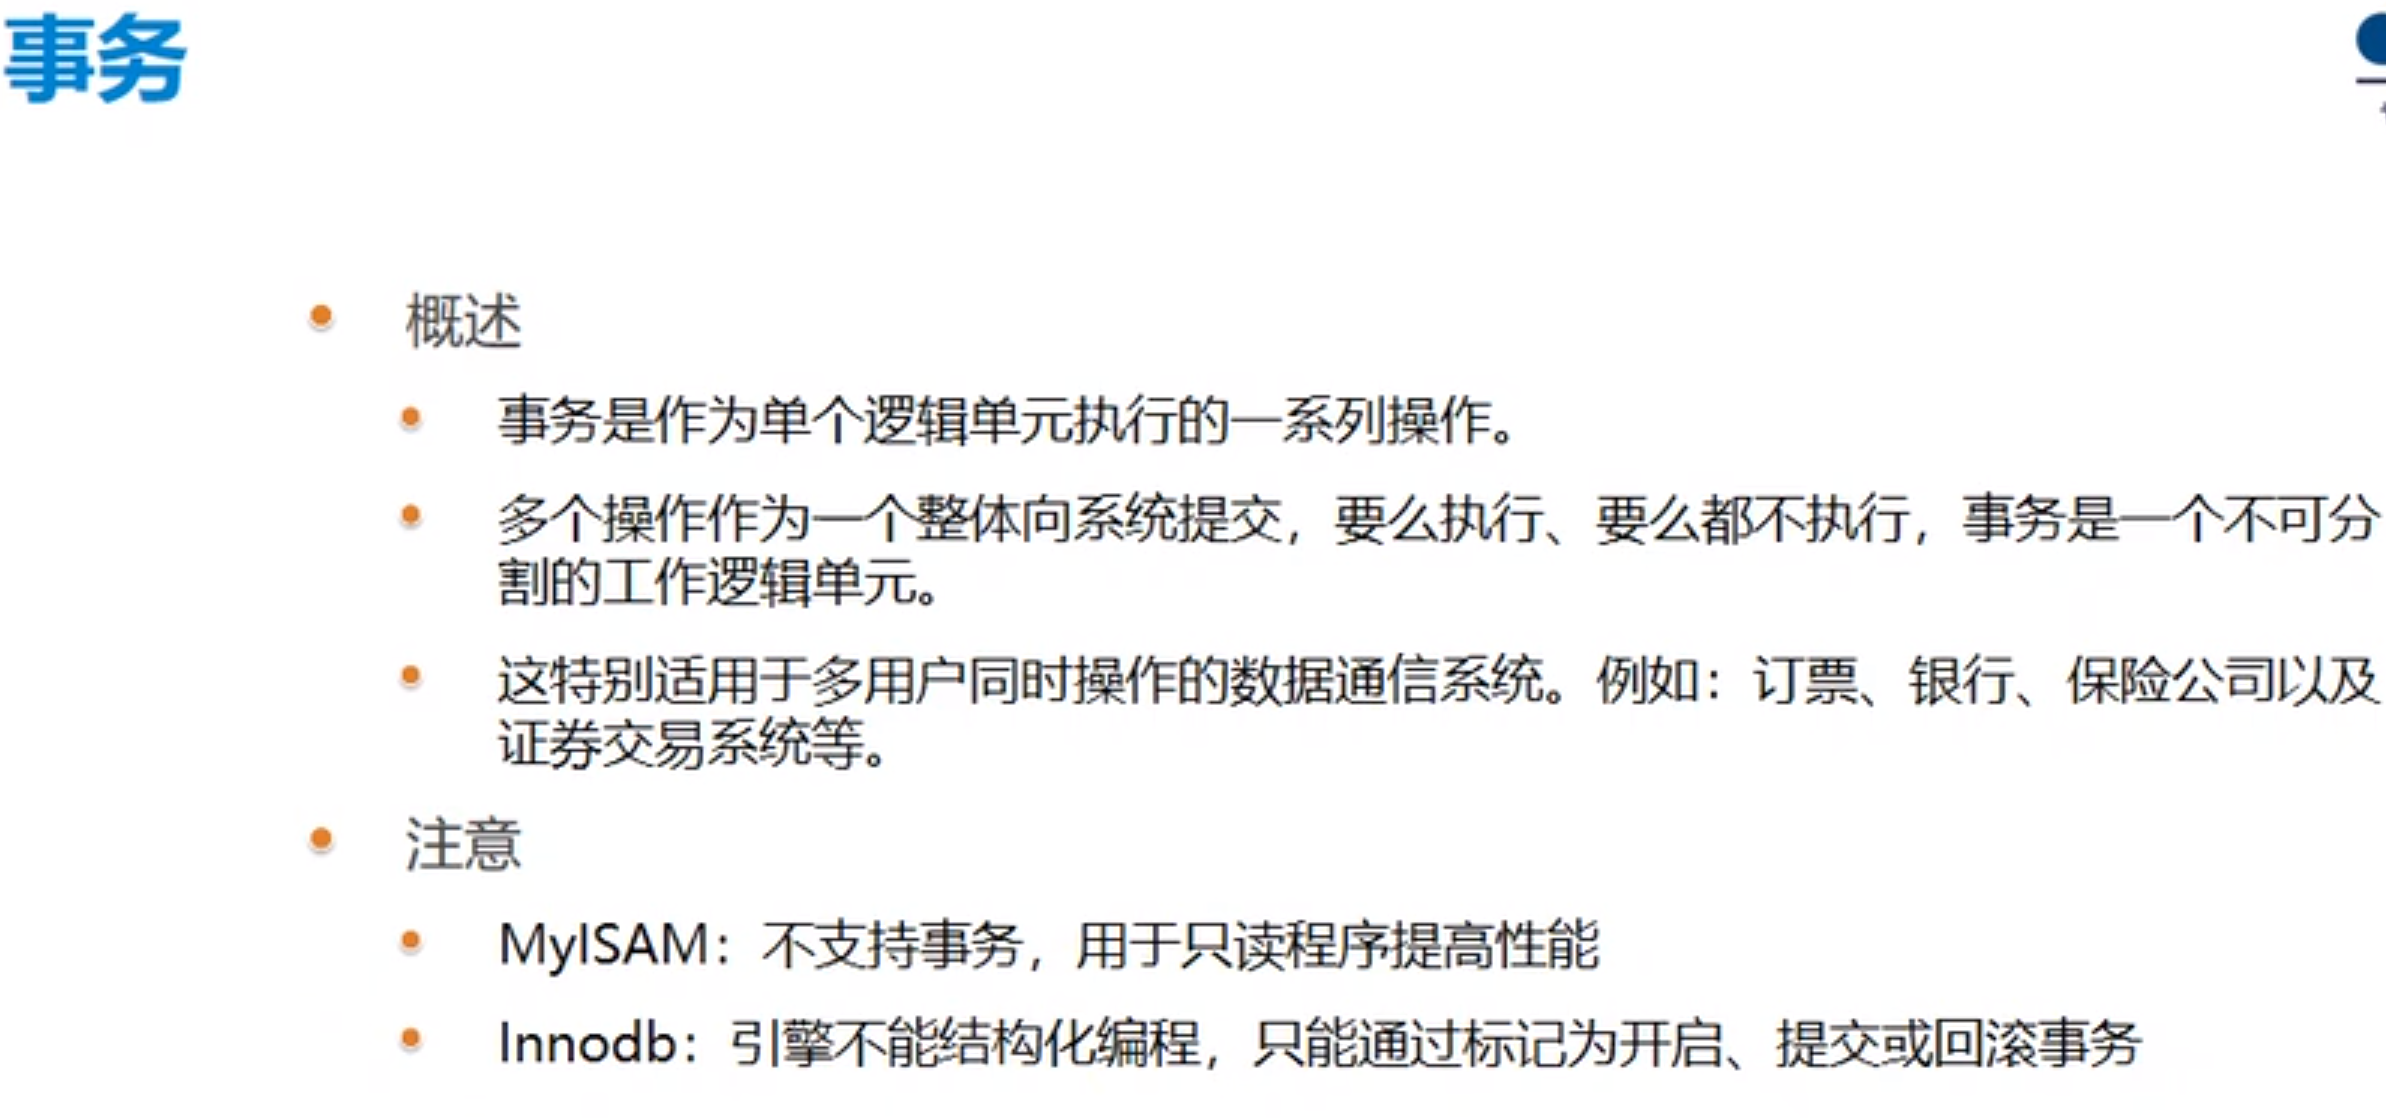 事务
概述
事务是作为单个逻辑单元执行的一系列操作。
多个操作作为一个整体向系统提交，要么执行、要么都不执行，事务是一个不可分
割的工作逻辑单元。
这特别适用于多用户同时操作的数据通信系统。例如：订票、银行、保险公司以及
证券交易系统等。
注意
MyISAM：不支持事务，用于只读程序提高性能
Innodb：引擎不能结构化编程，只能通过标记为开启、提交或回滚事务